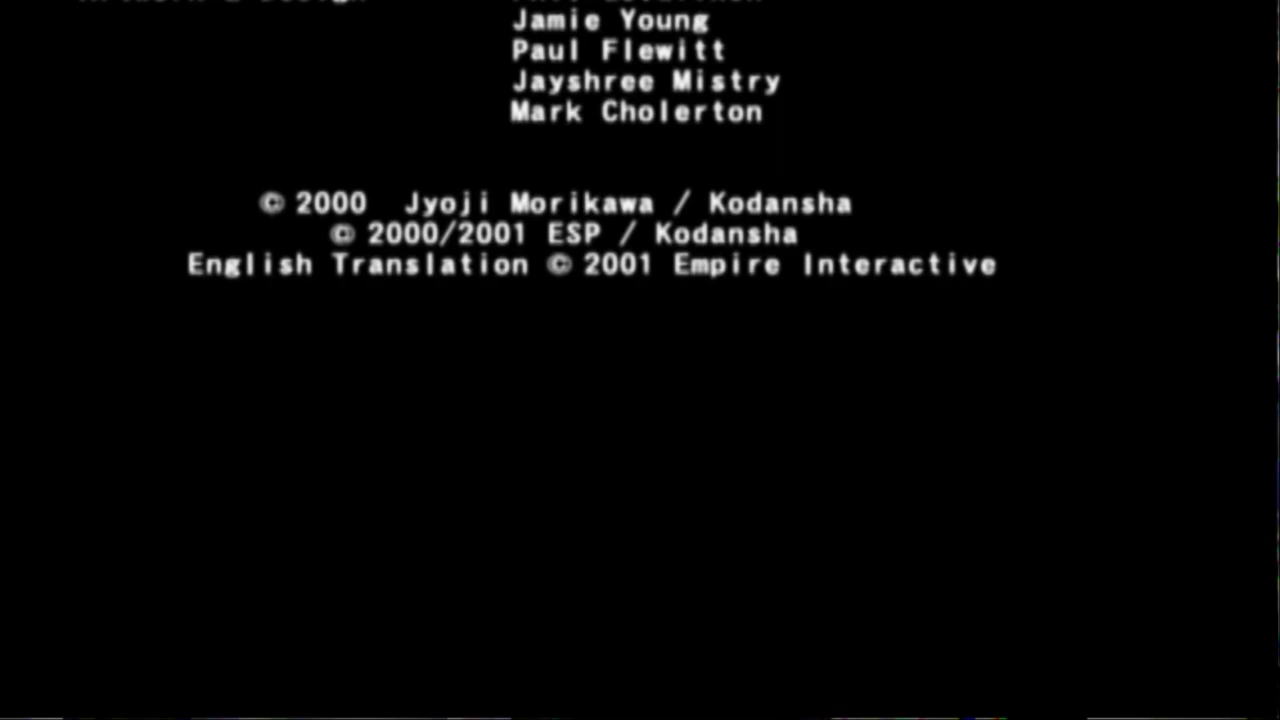 Jamie Young
Paul Flewitt
Jayshree Mistry
Mark Cholerton
© 2000 Jyoji Morikawa / Kodansha
© 2000/2001 ESP / Kodansha
English Translation © 2001 Empire Interactive